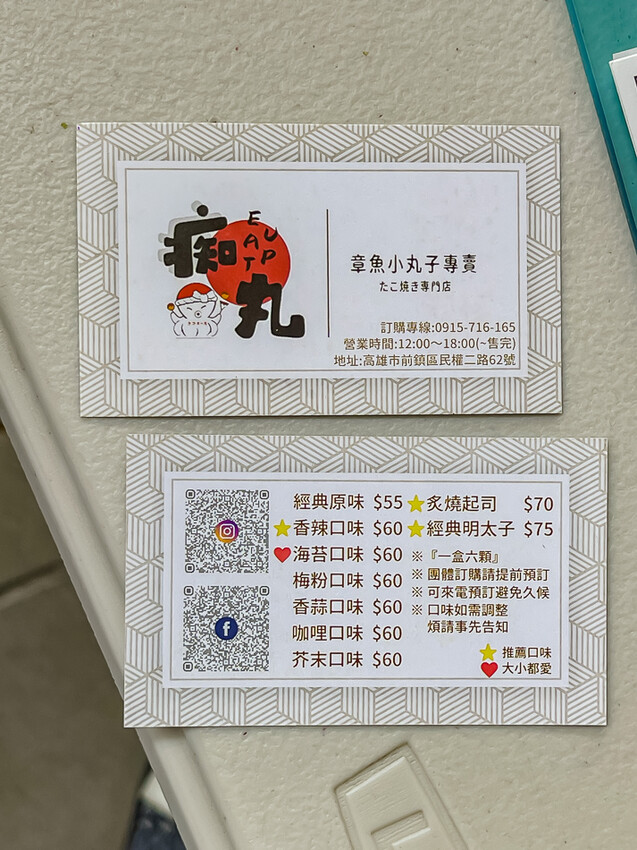 痴丸
EAT
UP
章魚小丸子專賣
たこ焼き専門店
訂購專線:0915-716-165
營業時間:12:00～18:00(~售完)
地址:高雄市前鎮區民權二路62號
經典原味 $55
香辣口味 $60
海苔口味 $60
梅粉口味 $60
香蒜口味 $60
咖哩口味 $60
芥末口味 $60
炙燒起司 $70
經典明太子 $75
※『一盒六顆』
※ 團體訂購請提前預訂
※ 可來電預訂避免久候
※ 口味如需調整
煩請事先告知
推薦口味
大小都愛